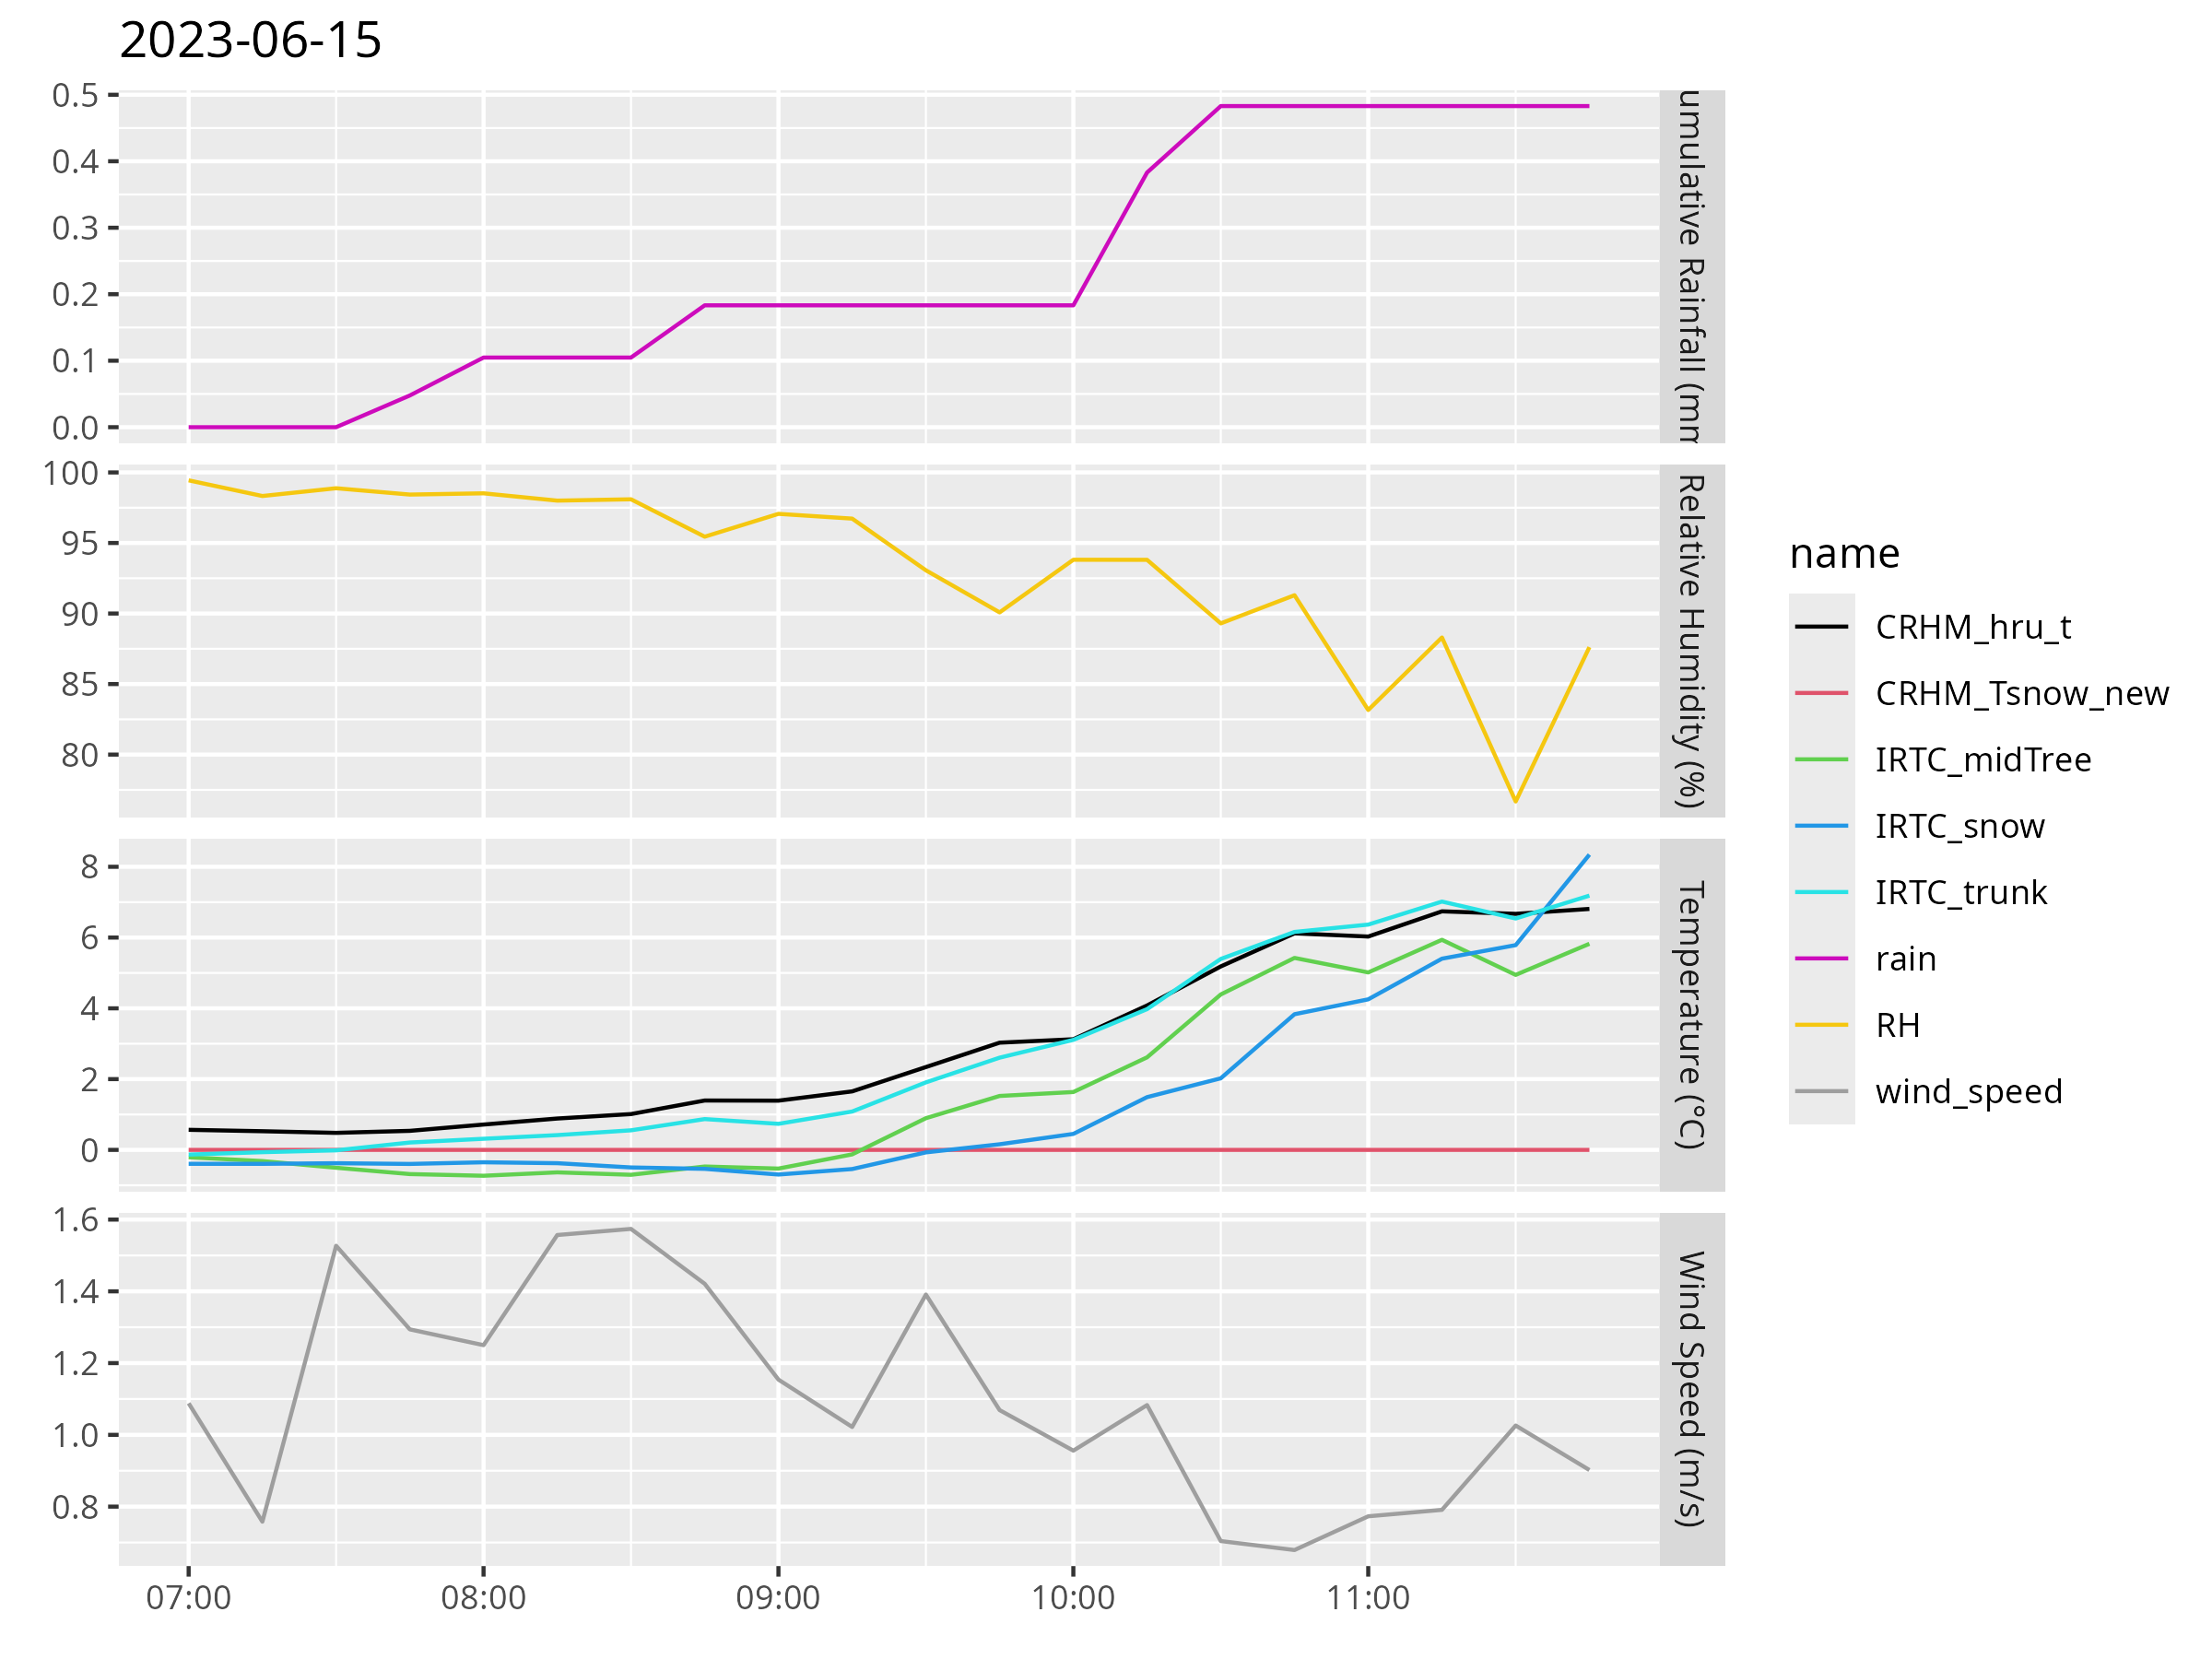 2023-06-15
0.5
0.4
0.3
0.2
0.1
0.0
umulative Rainfall (mm
100
95
90
85
80
Relative Humidity (%)
8
6
4
2
0
Temperature (°C)
1.6
1.4
1.2
1.0
0.8
Wind Speed (m/s)
07:00 08:00 09:00 10:00 11:00
name
CRHM_hru_t
CRHM_Tsnow_new
IRTC_midTree
IRTC_snow
IRTC_trunk
rain
RH
wind_speed